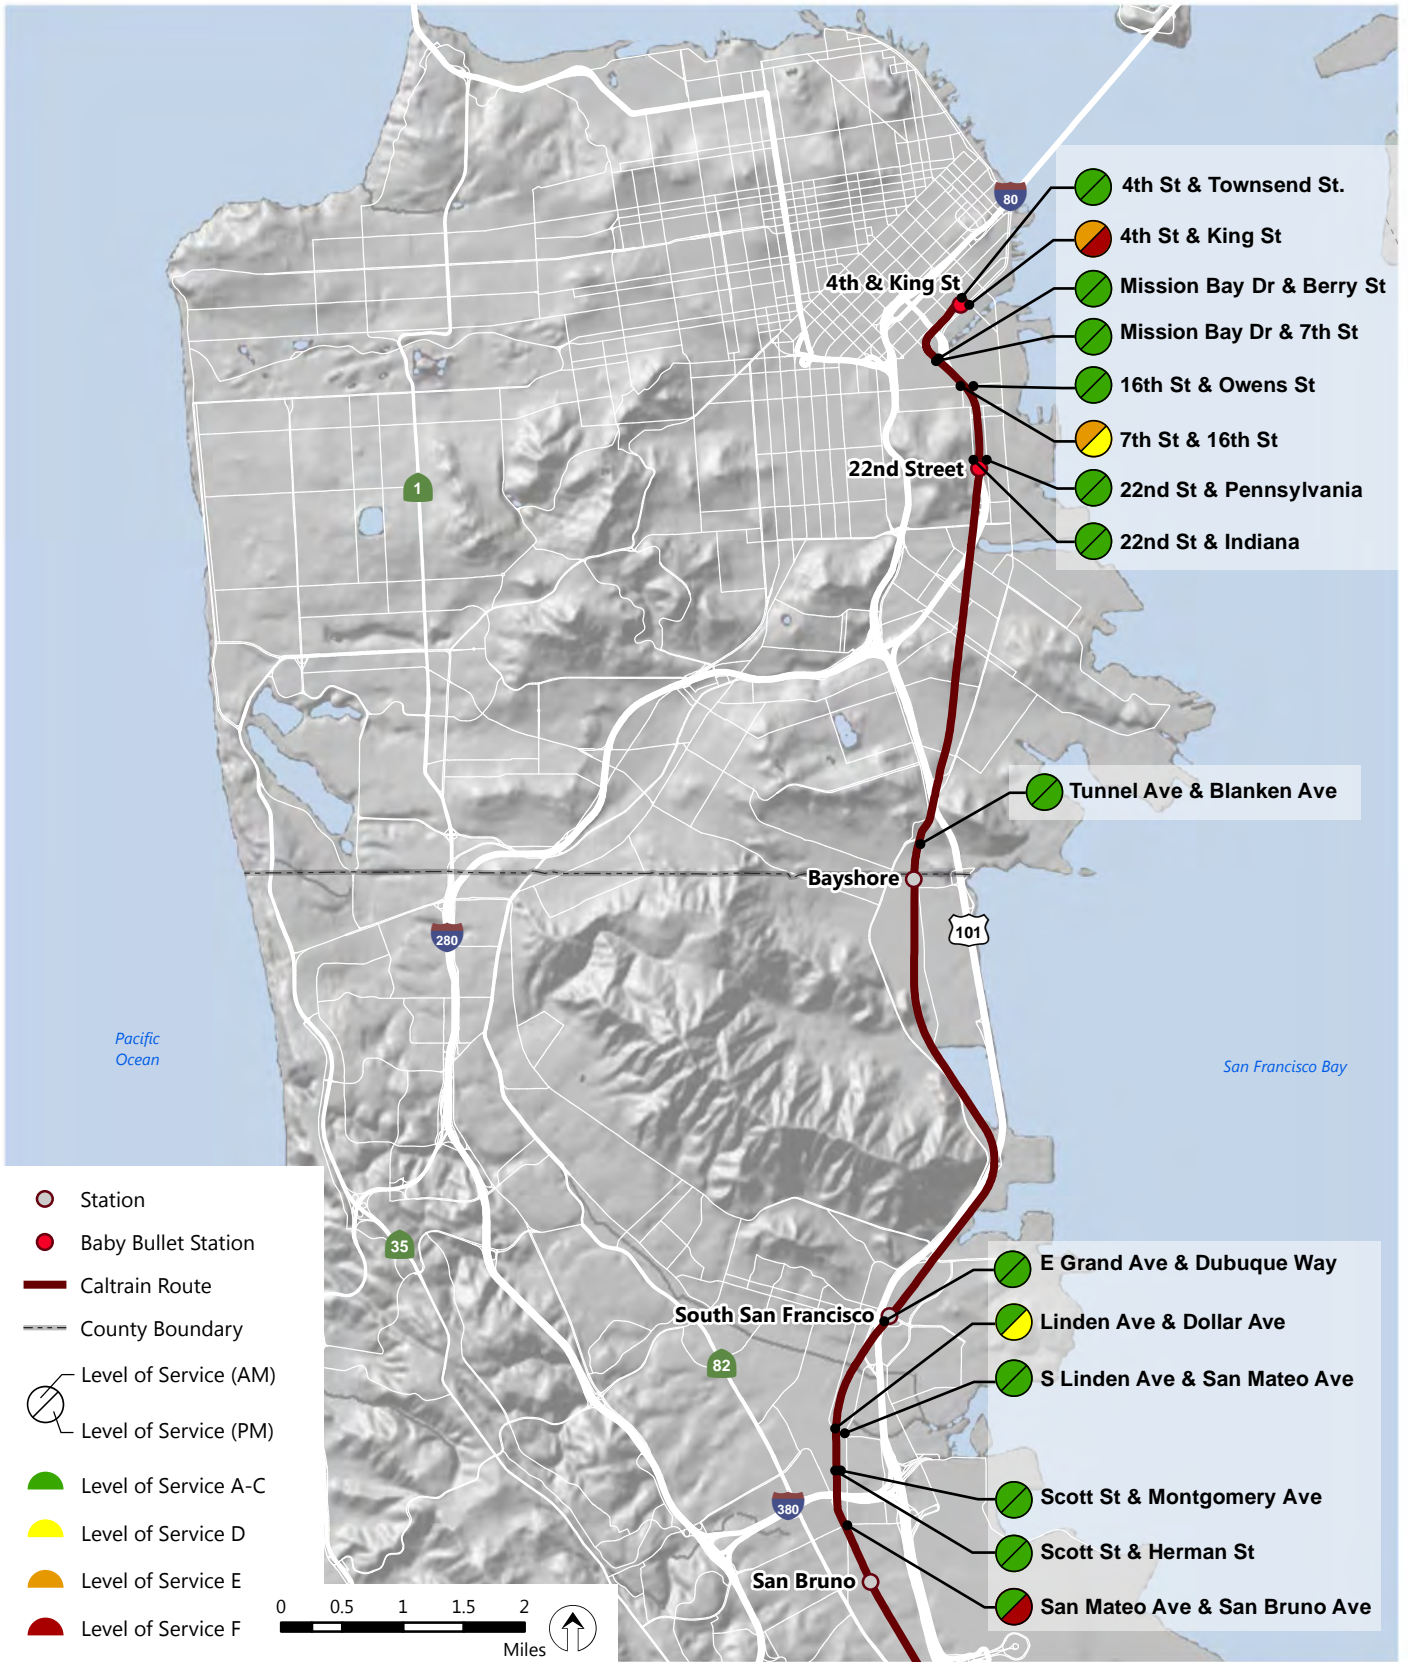 80
4th St & Townsend St.
4th St & King St
4th & King St
Mission Bay Dr & Berry St
Mission Bay Dr & 7th St
16th St & Owens St
7th St & 16th St
22nd Street
1
22nd St & Pennsylvania
22nd St & Indiana
Tunnel Ave & Blanken Ave
Bayshore
280
101
Pacific
Ocean
San Francisco Bay
Station
Baby Bullet Station
Caltrain Route
County Boundary
Level of Service (AM)
Level of Service (PM)
Level of Service A-C
Level of Service D
Level of Service E
Level of Service F
35
E Grand Ave & Dubuque Way
South San Francisco
Linden Ave & Dollar Ave
82
S Linden Ave & San Mateo Ave
Scott St & Montgomery Ave
380
Scott St & Herman St
San Bruno
San Mateo Ave & San Bruno Ave
0 0.5 1 1.5 2
Miles